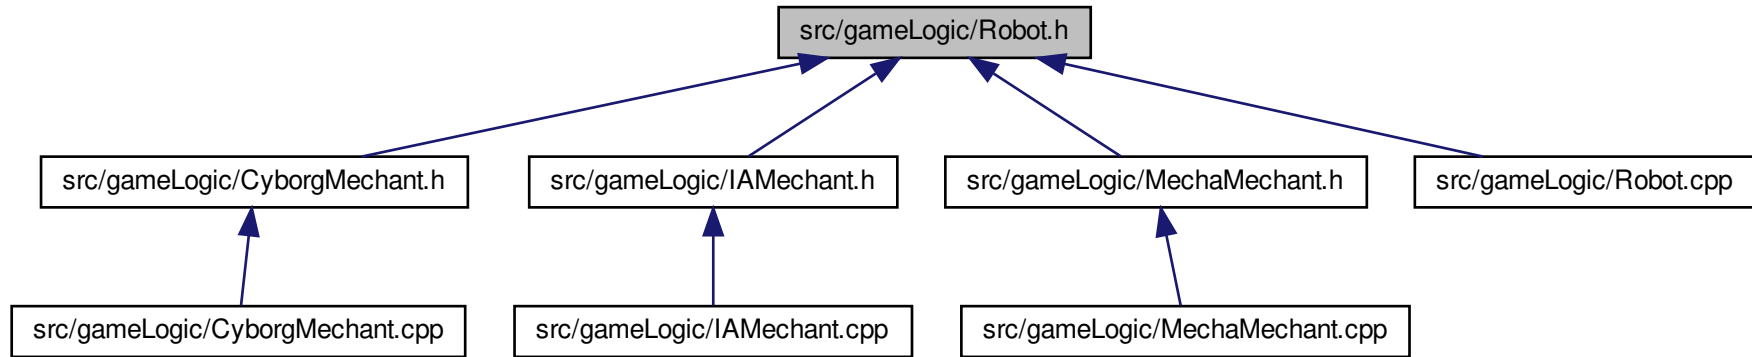 src/gameLogic/Robot.h
src/gameLogic/CyborgMechant.h
src/gameLogic/IAMechant.h
src/gameLogic/MechaMechant.h
src/gameLogic/Robot.cpp
src/gameLogic/CyborgMechant.cpp
src/gameLogic/IAMechant.cpp
src/gameLogic/MechaMechant.cpp